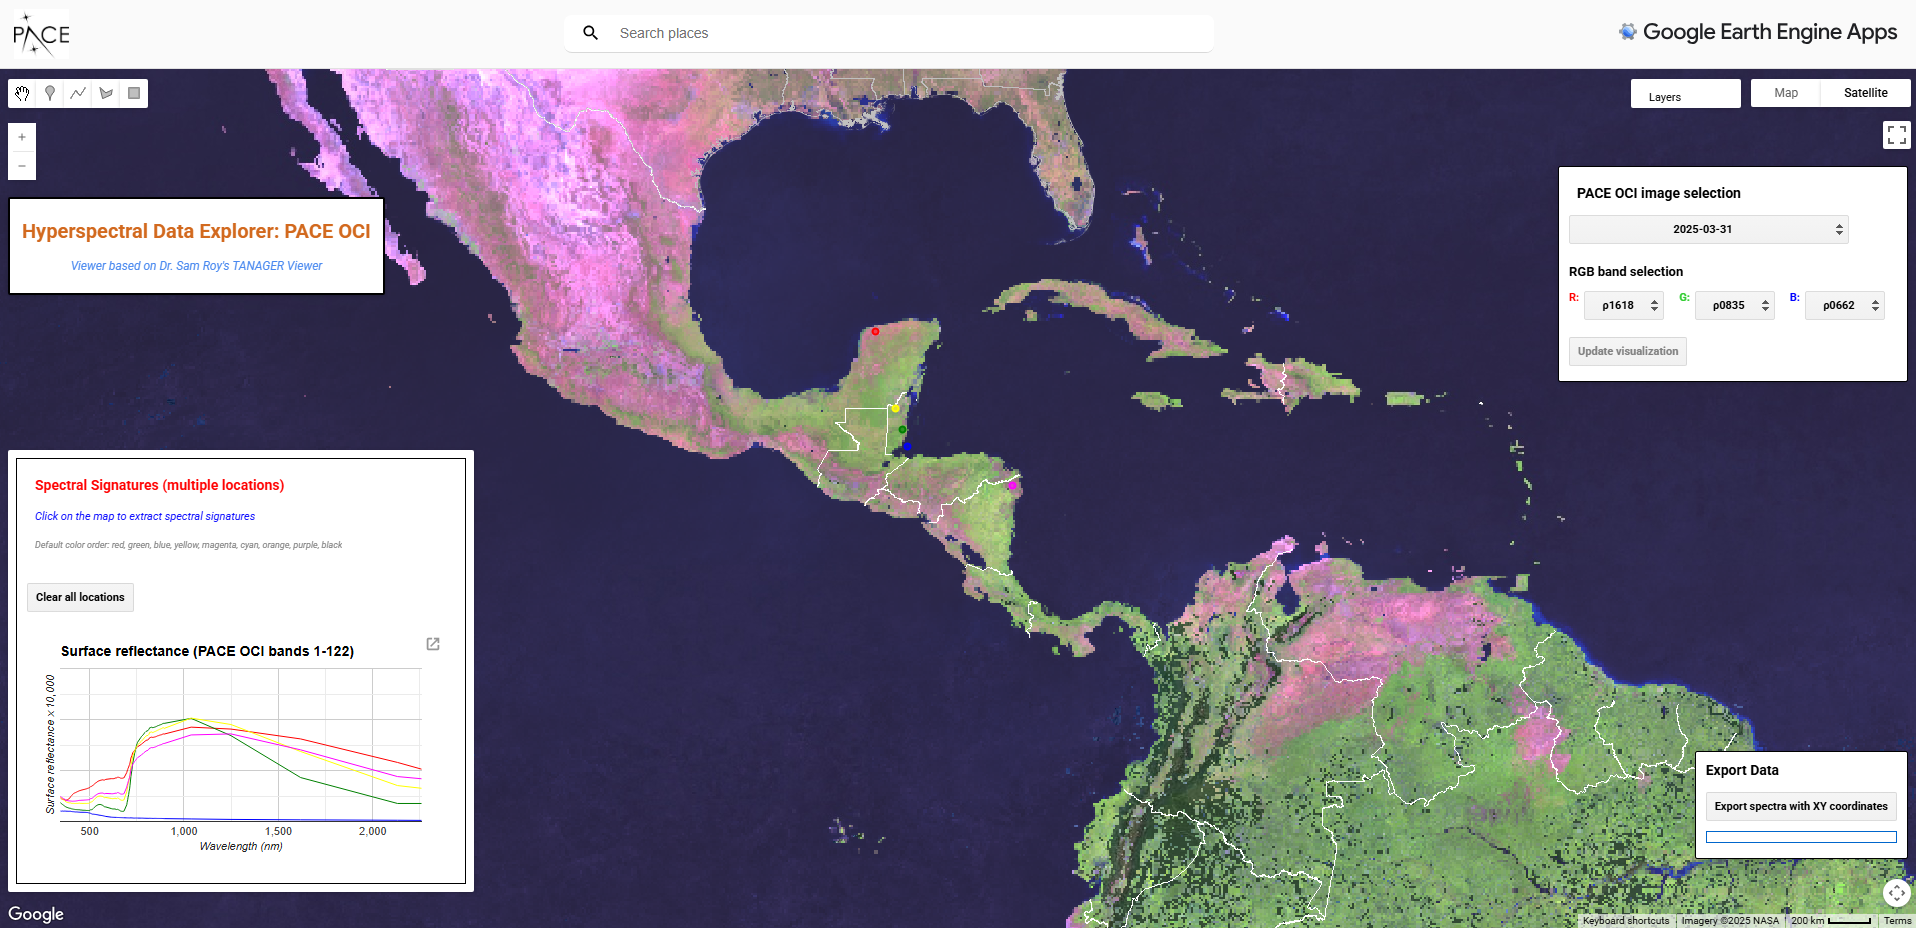 PACE
Search places
Google Earth Engine Apps
Layers
Map
Satellite
+
−
Hyperspectral Data Explorer: PACE OCI
Viewer based on Dr. Sam Roy's TANAGER Viewer
PACE OCI image selection
2025-03-31
RGB band selection
R: ρ1618 G: ρ0835 B: ρ0662
Update visualization
Spectral Signatures (multiple locations)
Click on the map to extract spectral signatures
Default color order: red, green, blue, yellow, magenta, cyan, orange, purple, black
Clear all locations
Surface reflectance (PACE OCI bands 1-122)
Surface reflectance x 10,000
500 1,000 1,500 2,000
Wavelength (nm)
Export Data
Export spectra with XY coordinates
Google
Keyboard shortcuts Imagery ©2025 NASA 200 km Terms